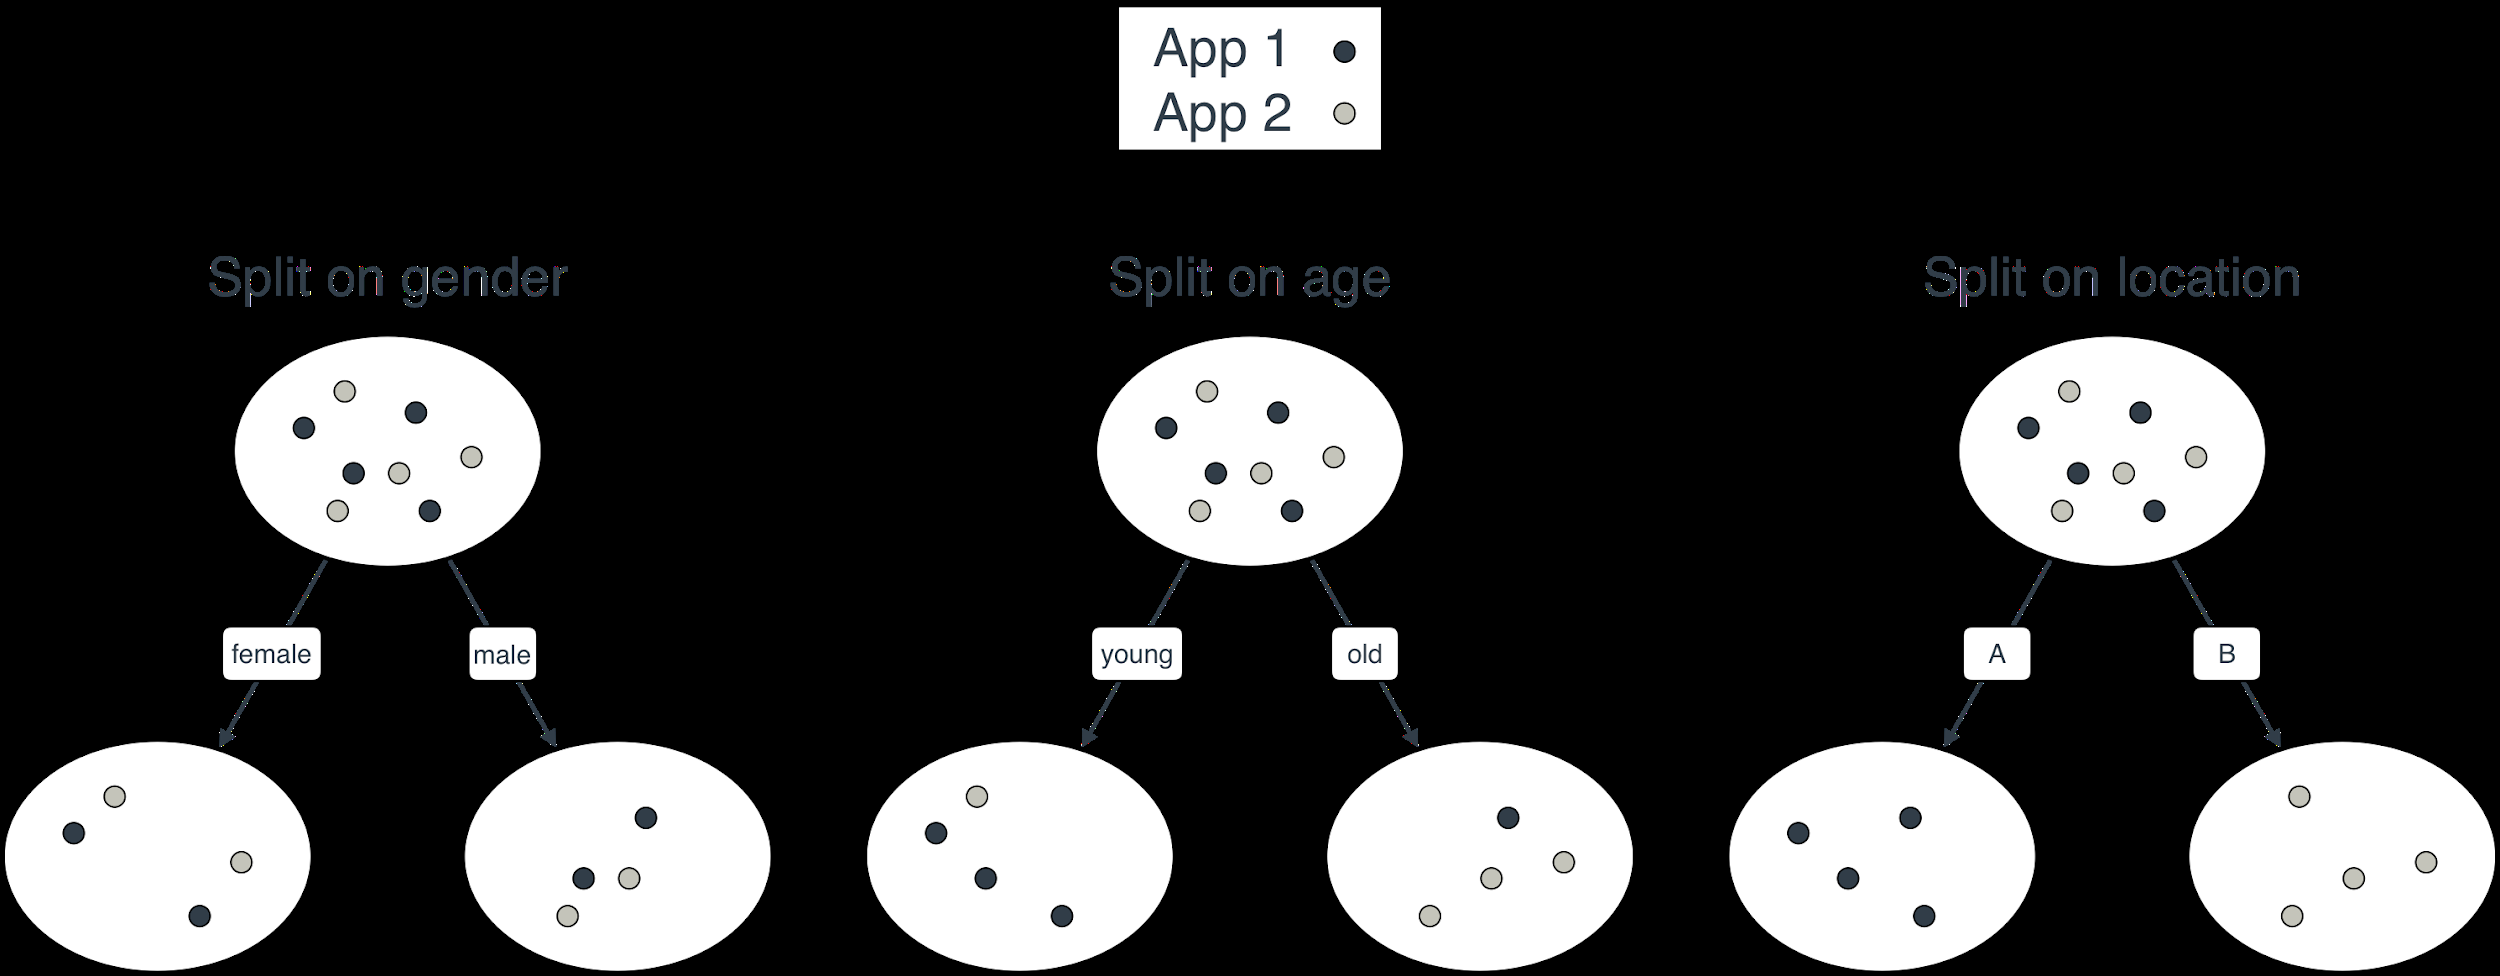 App 1
App 2
Split on gender
Split on age
Split on location
female
male
young
old
A
B